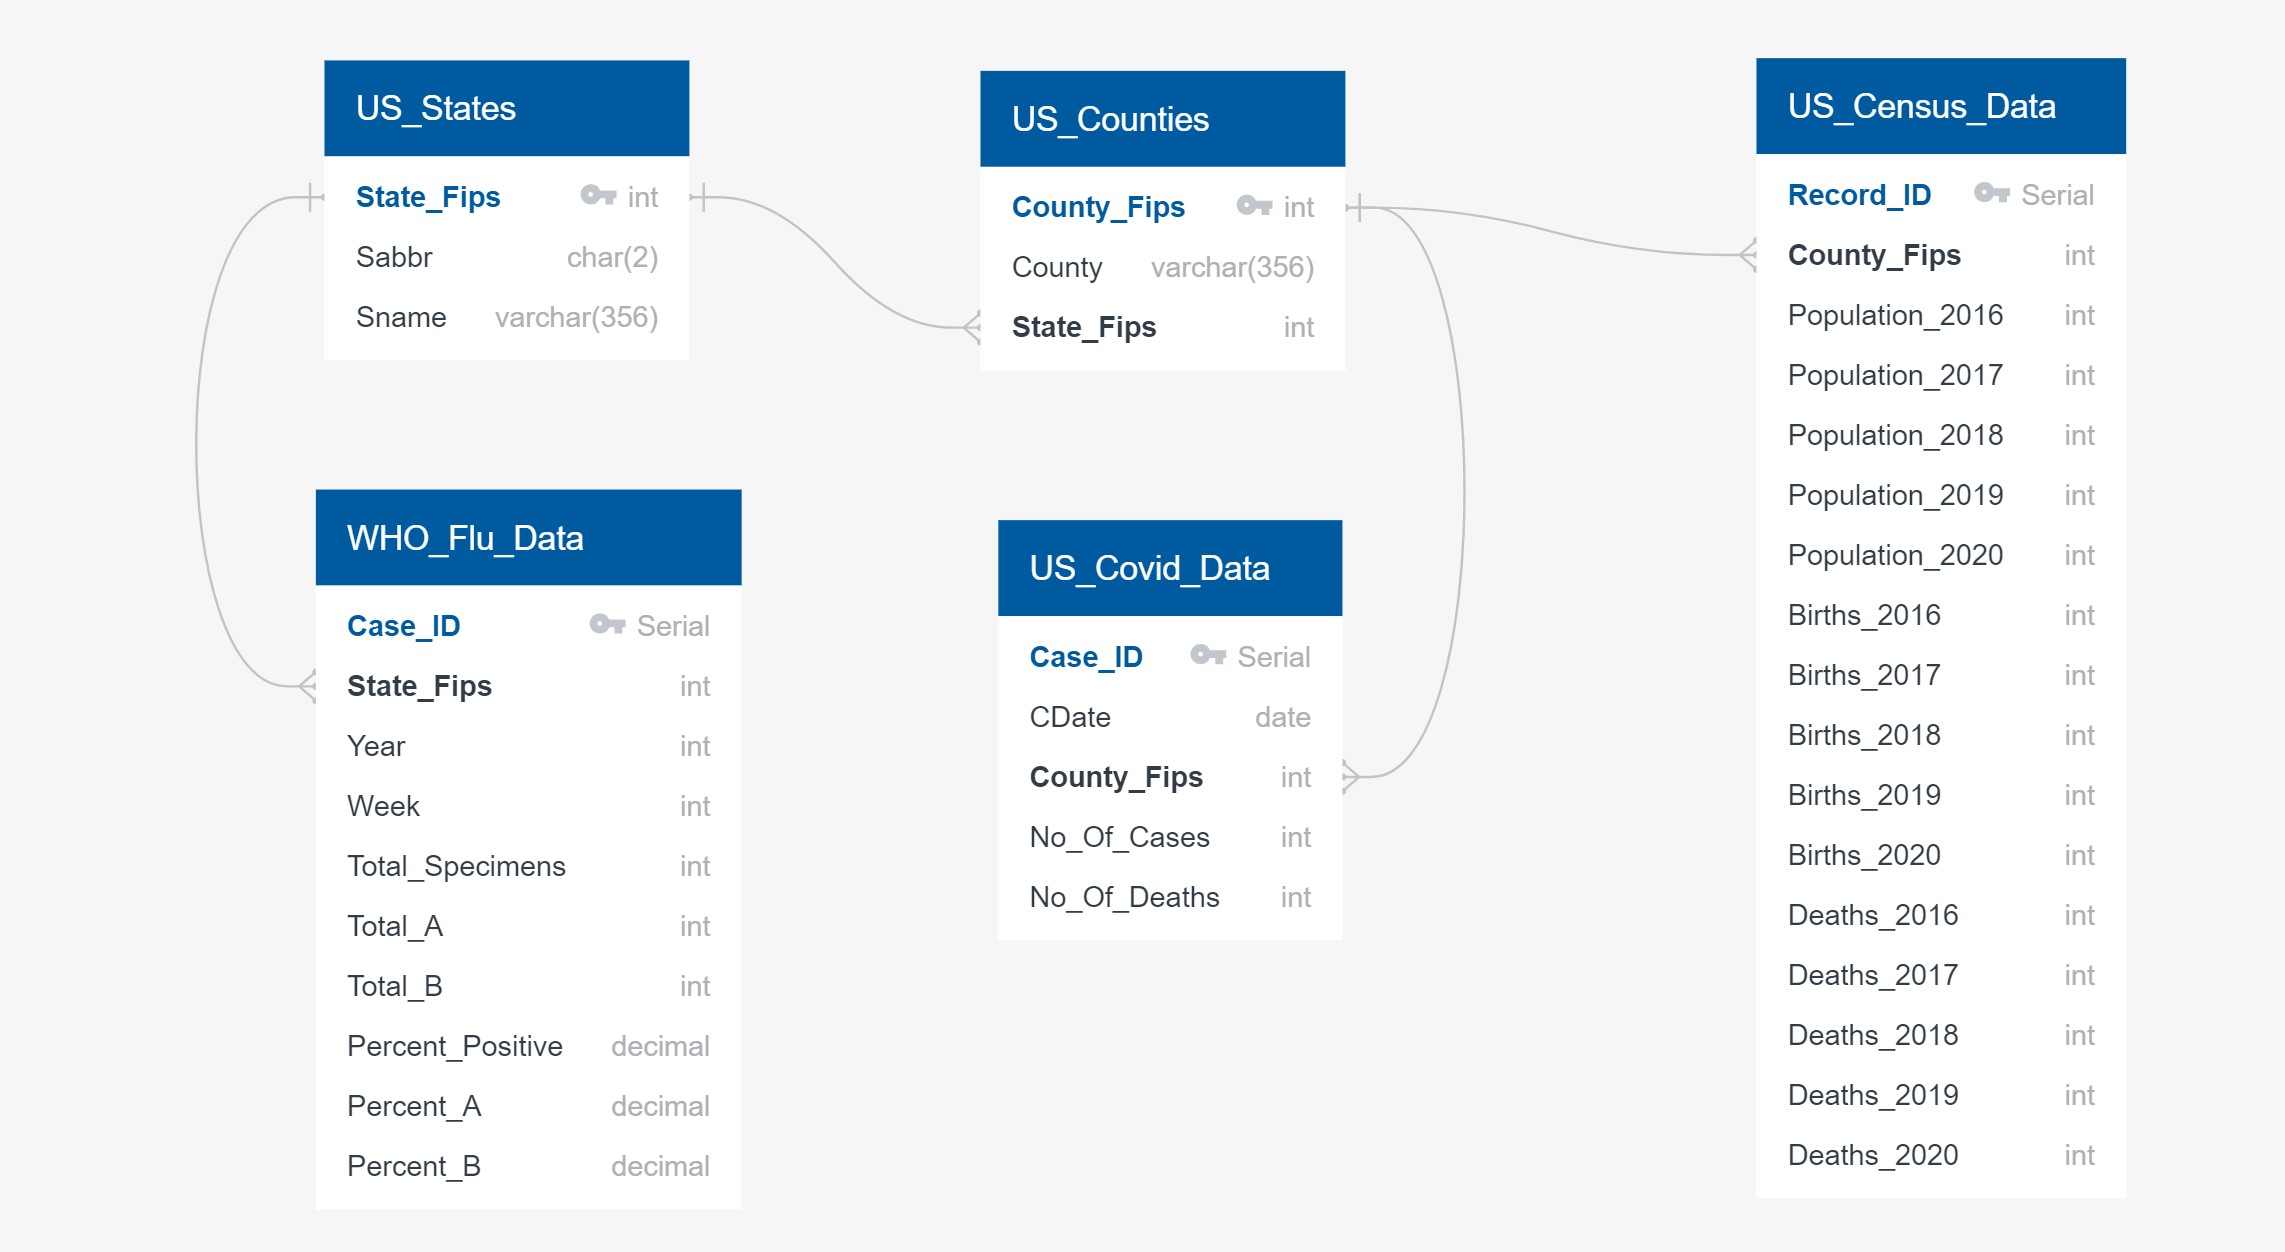 US_States
State_Fips int
Sabbr char(2)
Sname varchar(356)
US_Counties
County_Fips int
County varchar(356)
State_Fips int
US_Census_Data
Record_ID Serial
County_Fips int
Population_2016 int
Population_2017 int
Population_2018 int
Population_2019 int
Population_2020 int
Births_2016 int
Births_2017 int
Births_2018 int
Births_2019 int
Births_2020 int
Deaths_2016 int
Deaths_2017 int
Deaths_2018 int
Deaths_2019 int
Deaths_2020 int
WHO_Flu_Data
Case_ID Serial
State_Fips int
Year int
Week int
Total_Specimens int
Total_A int
Total_B int
Percent_Positive decimal
Percent_A decimal
Percent_B decimal
US_Covid_Data
Case_ID Serial
CDate date
County_Fips int
No_Of_Cases int
No_Of_Deaths int